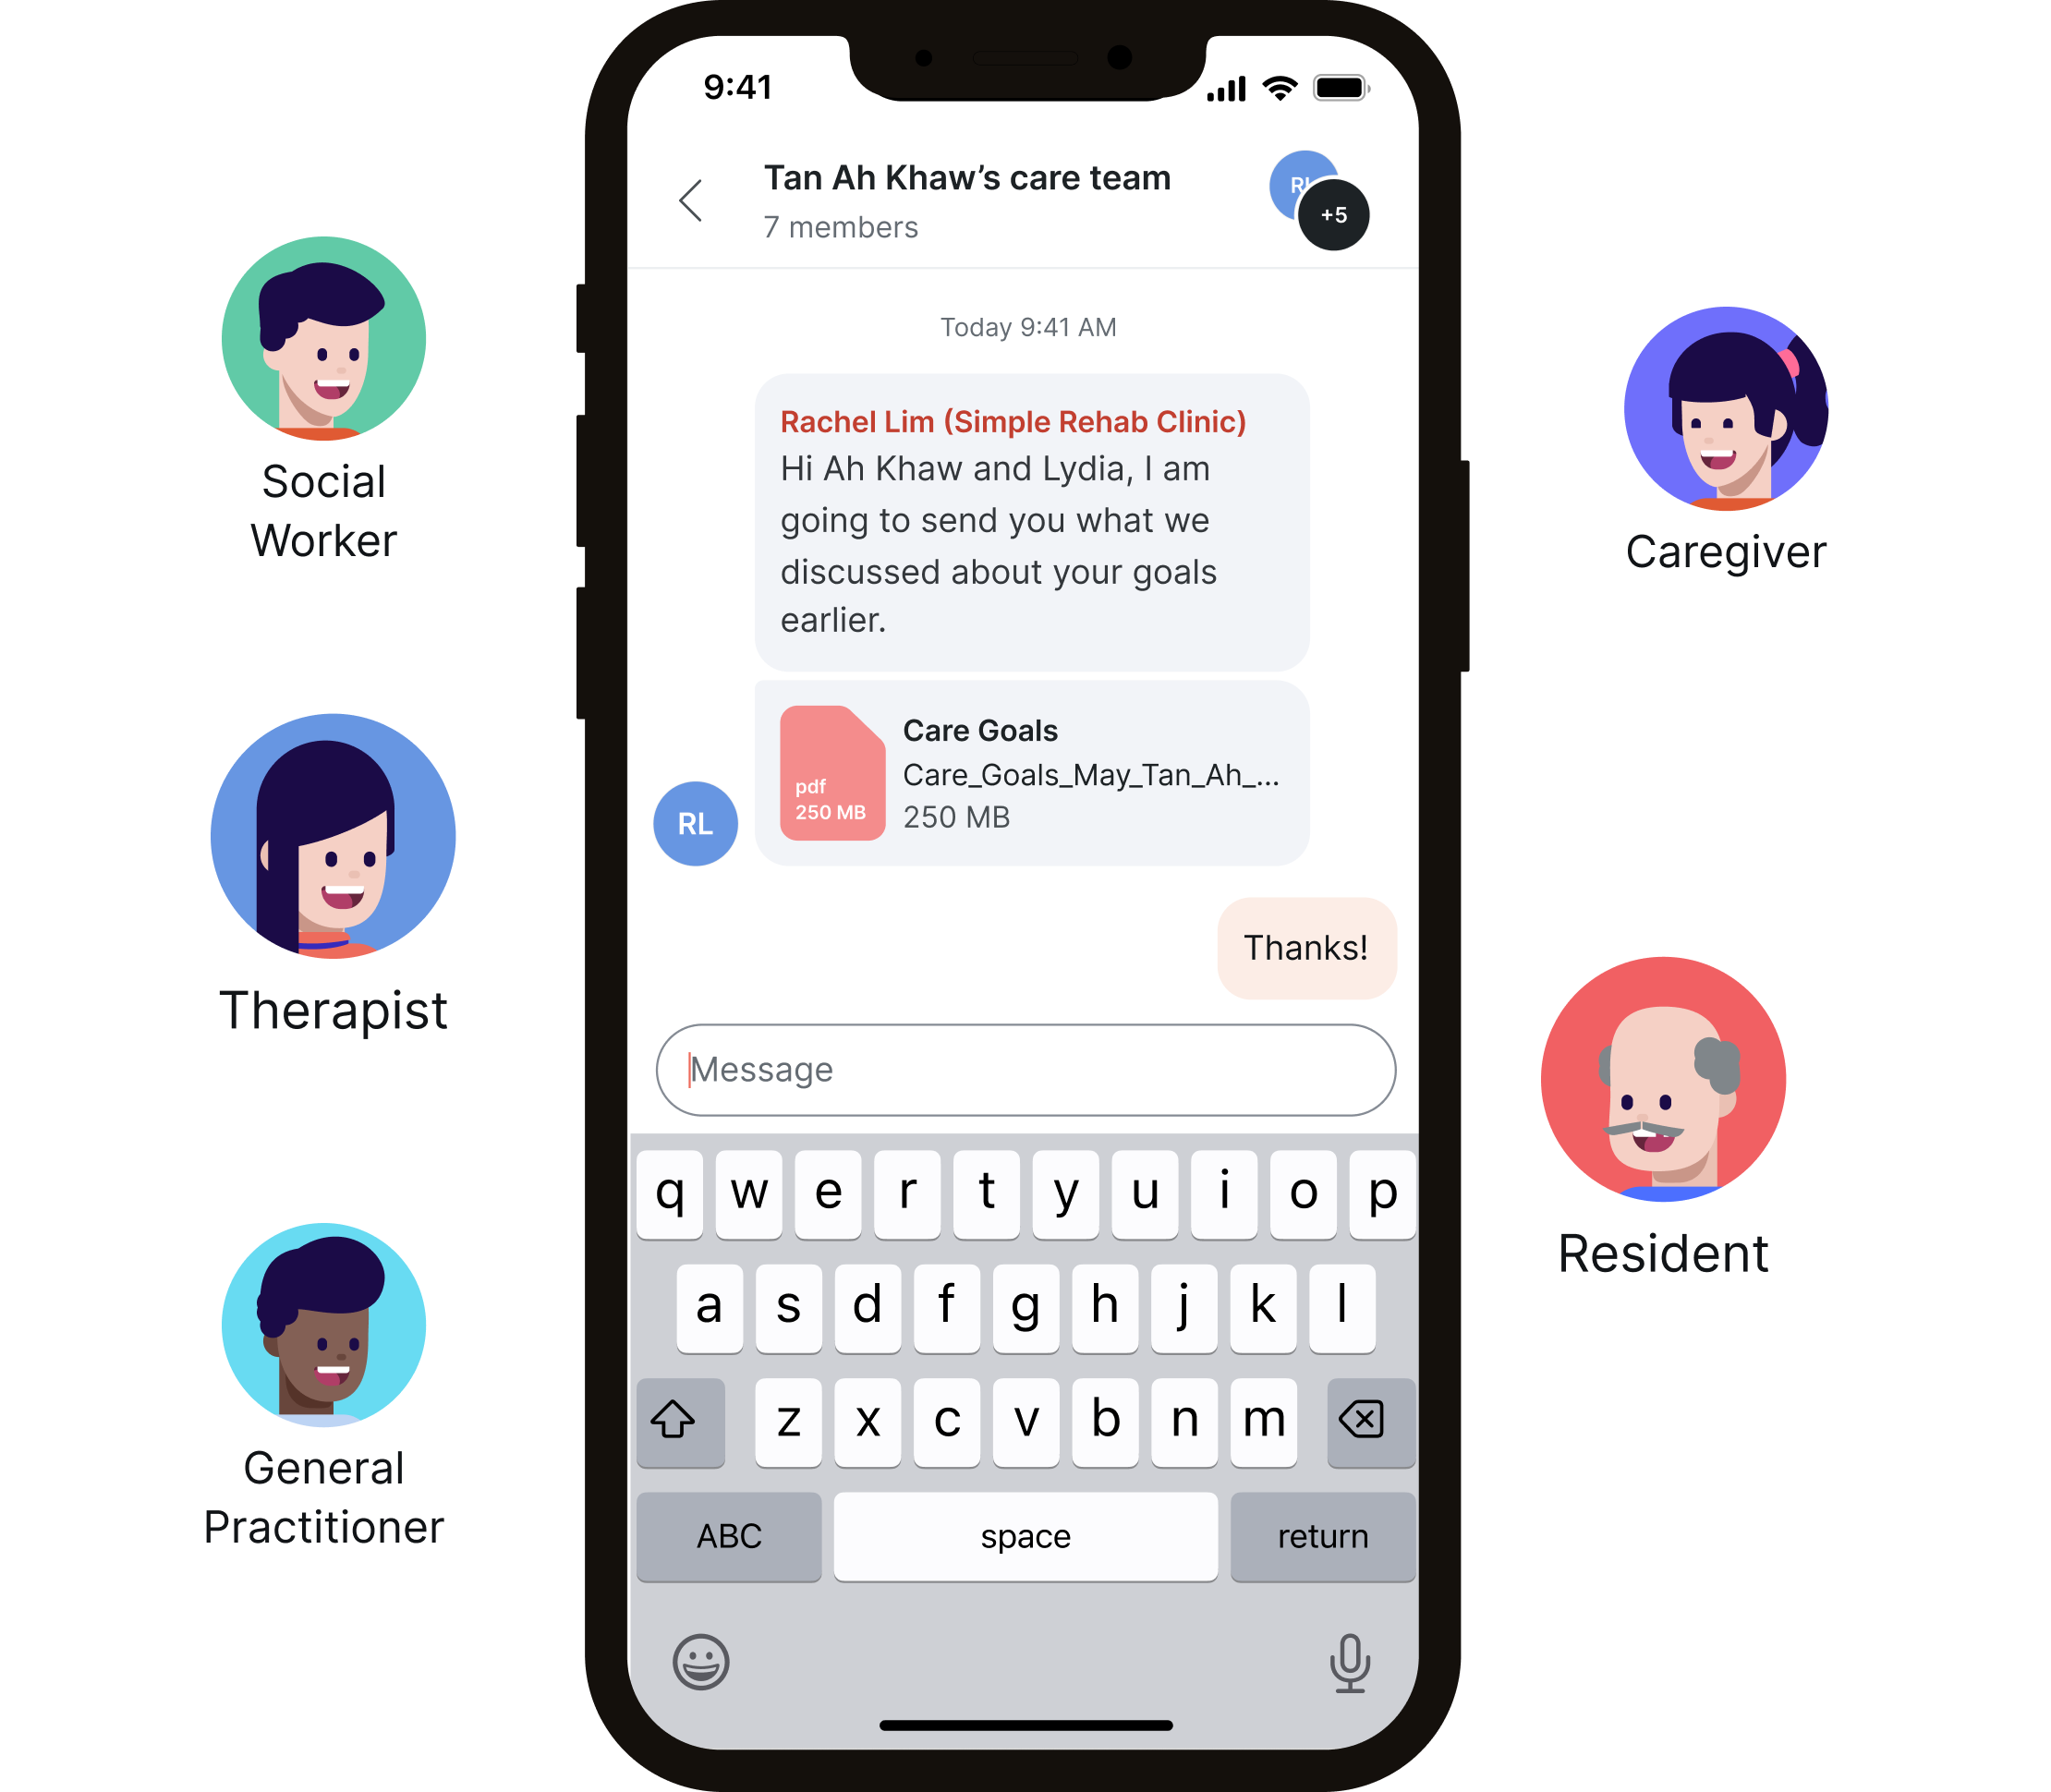 9:41
Tan Ah Khaw’s care team
7 members
+5
Today 9:41 AM
Rachel Lim (Simple Rehab Clinic)
Hi Ah Khaw and Lydia, I am
going to send you what we
discussed about your goals
earlier.
pdf
250 MB
Care Goals
Care_Goals_May_Tan_Ah_...
250 MB
RL
Thanks!
Message
q w e r t y u i o p
a s d f g h j k l
z x c v b n m
ABC space return
Social
Worker
Therapist
General
Practitioner
Caregiver
Resident